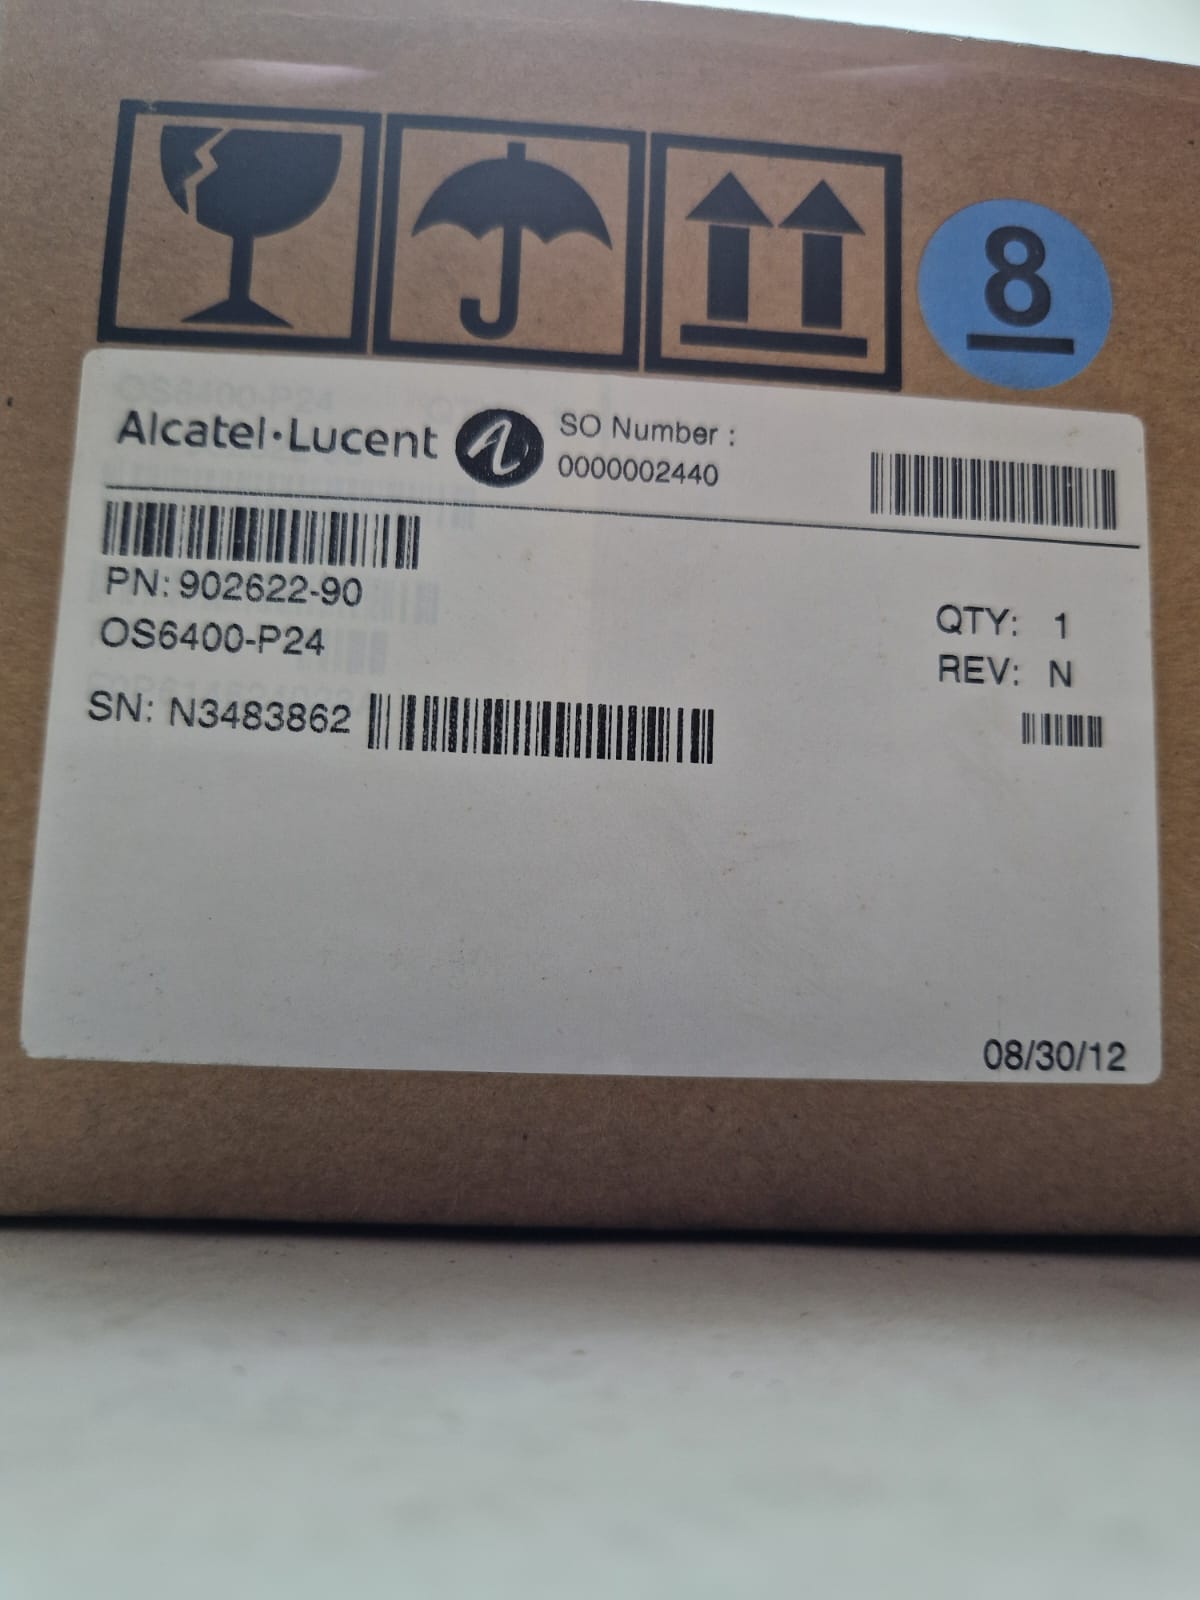 8
Alcatel·Lucent
SO Number :
0000002440
PN: 902622-90
OS6400-P24
QTY: 1
REV: N
SN: N3483862
08/30/12